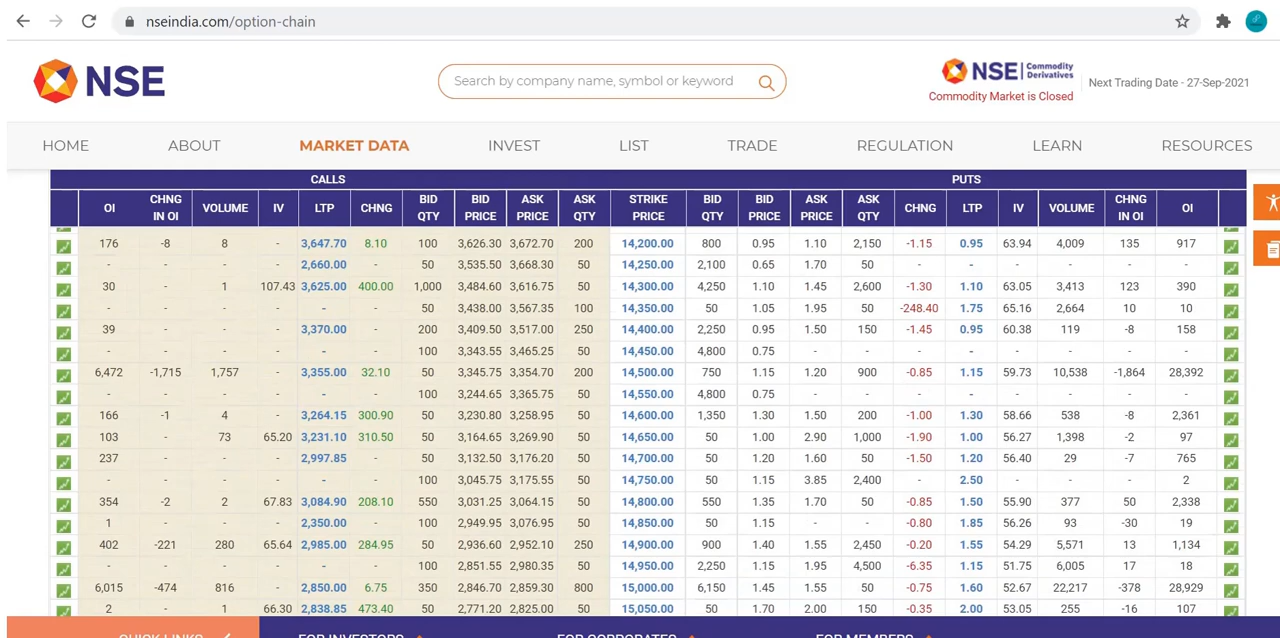 nseindia.com/option-chain
NSE
Search by company name, symbol or keyword
NSE Commodity Derivatives
Commodity Market is Closed
Next Trading Date - 27-Sep-2021
HOME ABOUT MARKET DATA INVEST LIST TRADE REGULATION LEARN RESOURCES
CALLS PUTS
OI CHNG IN OI VOLUME IV LTP CHNG BID QTY BID PRICE ASK PRICE ASK QTY STRIKE PRICE BID QTY BID PRICE ASK PRICE ASK QTY CHNG LTP IV VOLUME CHNG IN OI OI
176 -8 8 - 3,647.70 8.10 100 3,626.30 3,672.70 200 14,200.00 800 0.95 1.10 2,150 -1.15 0.95 63.94 4,009 135 917
- - - - 2,660.00 - 50 3,535.50 3,668.30 50 14,250.00 2,100 0.65 1.70 50 - - - - - -
30 - 1 107.43 3,625.00 400.00 1,000 3,484.60 3,616.75 50 14,300.00 4,250 1.10 1.45 2,600 -1.30 1.10 63.05 3,413 123 390
- - - - - - 50 3,438.00 3,567.35 100 14,350.00 50 1.05 1.95 50 -248.40 1.75 65.16 2,664 10 10
39 - - - 3,370.00 - 200 3,409.50 3,517.00 250 14,400.00 2,250 0.95 1.50 150 -1.45 0.95 60.38 119 -8 158
- - - - - - 100 3,343.55 3,465.25 50 14,450.00 4,800 0.75 - - - - - - - -
6,472 -1,715 1,757 - 3,355.00 32.10 50 3,345.75 3,354.70 200 14,500.00 750 1.15 1.20 900 -0.85 1.15 59.73 10,538 -1,864 28,392
- - - - - - 100 3,244.65 3,365.75 50 14,550.00 4,800 0.75 - - - - - - - -
166 -1 4 - 3,264.15 300.90 50 3,230.80 3,258.95 50 14,600.00 1,350 1.30 1.50 200 -1.00 1.30 58.66 538 -8 2,361
103 - 73 65.20 3,231.10 310.50 50 3,164.65 3,269.90 50 14,650.00 50 1.00 2.90 1,000 -1.90 1.00 56.27 1,398 -2 97
237 - - - 2,997.85 - 50 3,132.50 3,176.20 50 14,700.00 50 1.20 1.60 50 -1.50 1.20 56.40 29 -7 765
- - - - - - 100 3,045.75 3,175.55 50 14,750.00 50 1.15 3.85 2,400 - 2.50 - - - 2
354 -2 2 67.83 3,084.90 208.10 550 3,031.25 3,064.15 50 14,800.00 550 1.35 1.70 50 -0.85 1.50 55.90 377 50 2,338
1 - - - 2,350.00 - 100 2,949.95 3,076.95 50 14,850.00 50 1.15 - - -0.80 1.85 56.26 93 -30 19
402 -221 280 65.64 2,985.00 284.95 50 2,936.60 2,952.10 250 14,900.00 900 1.40 1.55 2,450 -0.20 1.55 54.29 5,571 13 1,134
- - - - - - 100 2,851.55 2,980.35 50 14,950.00 2,250 1.15 1.95 4,500 -6.35 1.15 51.75 6,005 17 18
6,015 -474 816 - 2,850.00 6.75 350 2,846.70 2,859.30 800 15,000.00 6,150 1.45 1.55 50 -0.75 1.60 52.67 22,217 -378 28,929
2 - 1 66.30 2,838.85 473.40 50 2,771.20 2,825.00 50 15,050.00 50 1.70 2.00 150 -0.35 2.00 53.05 255 -16 107
QUICK LINKS FOR INVESTORS FOR CORPORATES FOR MEMBERS